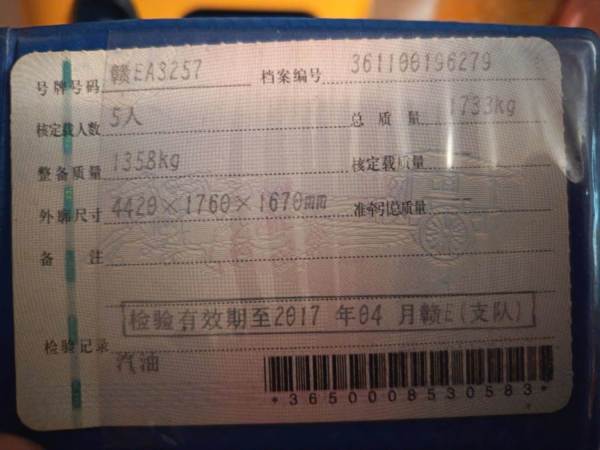 号牌号码 赣EA3257 档案编号 361100196279
核定载人数 5人 总质量 1733kg
整备质量 1358kg 核定载质量
外廓尺寸 4420×1760×1670mm 准牵引总质量
备注
检验有效期至2017年04月赣E(支队)
检验记录
汽油
*3650008530583*